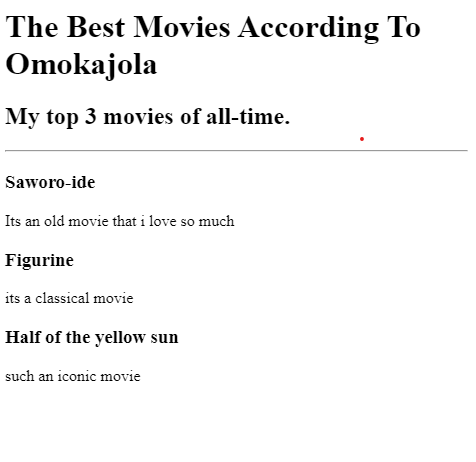 The Best Movies According To
Omokajola
My top 3 movies of all-time.
Saworo-ide
Its an old movie that i love so much
Figurine
its a classical movie
Half of the yellow sun
such an iconic movie